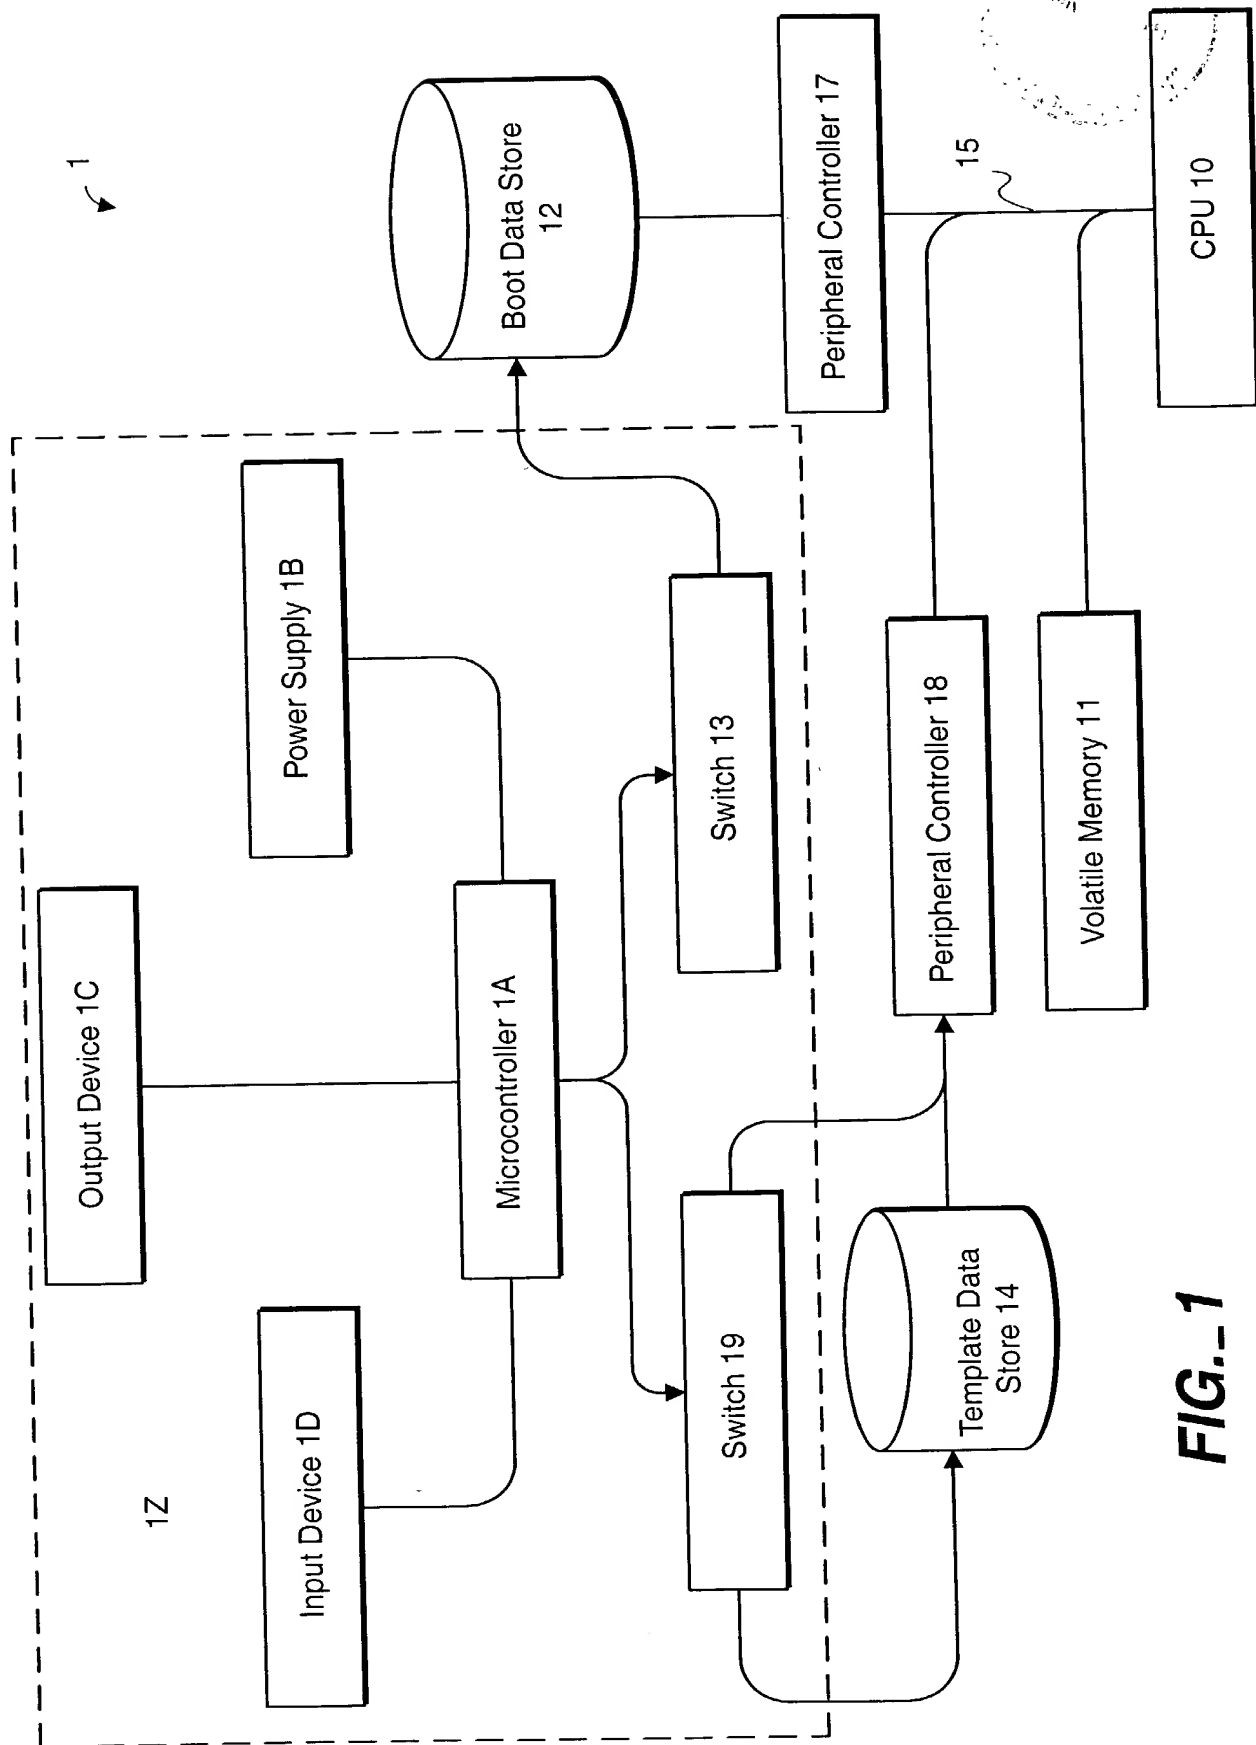 1
Output Device 1C
1Z
Input Device 1D
Power Supply 1B
Microcontroller 1A
Boot Data Store
12
Switch 19
Switch 13
Peripheral Controller 17
Template Data
Store 14
Peripheral Controller 18
15
Volatile Memory 11
CPU 10
FIG._1